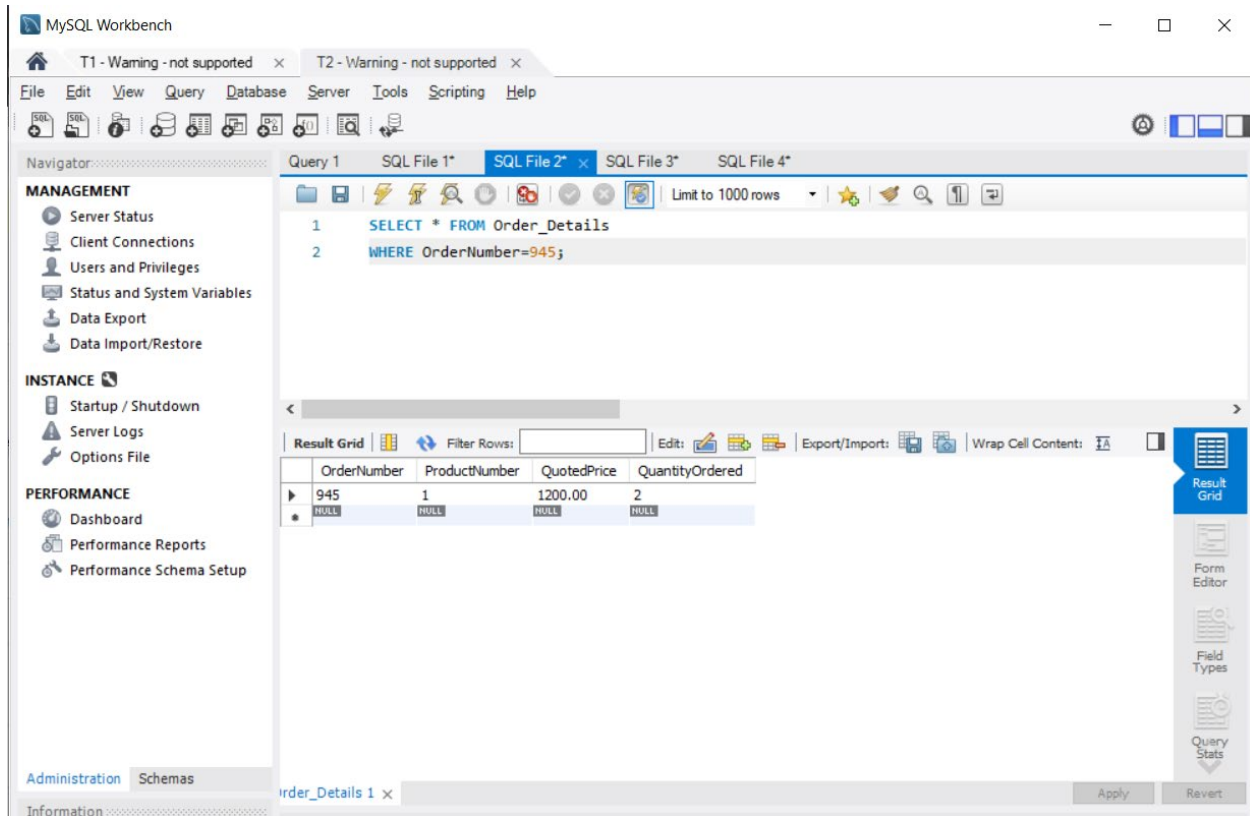 MySQL Workbench
T1 - Warning - not supported
T2 - Warning - not supported
File Edit View Query Database Server Tools Scripting Help
Navigator
Query 1 SQL File 1* SQL File 2* SQL File 3* SQL File 4*
MANAGEMENT
Server Status
Client Connections
Users and Privileges
Status and System Variables
Data Export
Data Import/Restore
INSTANCE
Startup / Shutdown
Server Logs
Options File
PERFORMANCE
Dashboard
Performance Reports
Performance Schema Setup
Administration Schemas
Information
Limit to 1000 rows
1 SELECT * FROM Order_Details
2 WHERE OrderNumber=945;
Result Grid Filter Rows: Edit: Export/Import: Wrap Cell Content:
OrderNumber ProductNumber QuotedPrice QuantityOrdered
945 1 1200.00 2
NULL NULL NULL NULL
Result Grid
Form Editor
Field Types
Query Stats
rder_Details 1
Apply Revert